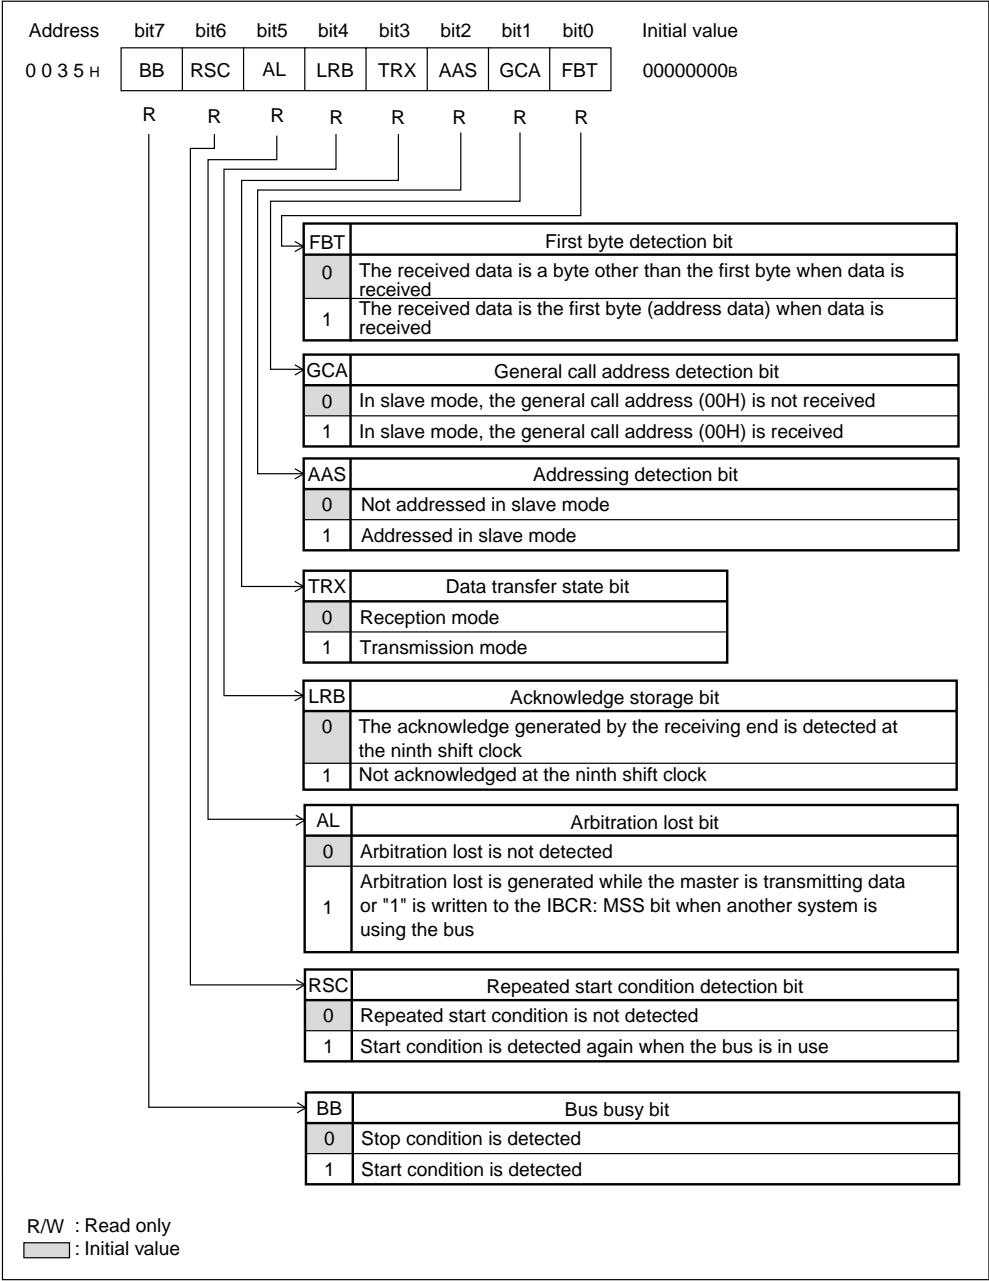 Address bit7 bit6 bit5 bit4 bit3 bit2 bit1 bit0 Initial value
0 0 3 5 H BB RSC AL LRB TRX AAS GCA FBT 00000000B
R R R R R R R R
FBT First byte detection bit
0 The received data is a byte other than the first byte when data is
received
1 The received data is the first byte (address data) when data is
received
GCA General call address detection bit
0 In slave mode, the general call address (00H) is not received
1 In slave mode, the general call address (00H) is received
AAS Addressing detection bit
0 Not addressed in slave mode
1 Addressed in slave mode
TRX Data transfer state bit
0 Reception mode
1 Transmission mode
LRB Acknowledge storage bit
0 The acknowledge generated by the receiving end is detected at
the ninth shift clock
1 Not acknowledged at the ninth shift clock
AL Arbitration lost bit
0 Arbitration lost is not detected
1 Arbitration lost is generated while the master is transmitting data
or "1" is written to the IBCR: MSS bit when another system is
using the bus
RSC Repeated start condition detection bit
0 Repeated start condition is not detected
1 Start condition is detected again when the bus is in use
BB Bus busy bit
0 Stop condition is detected
1 Start condition is detected
R/W : Read only
: Initial value